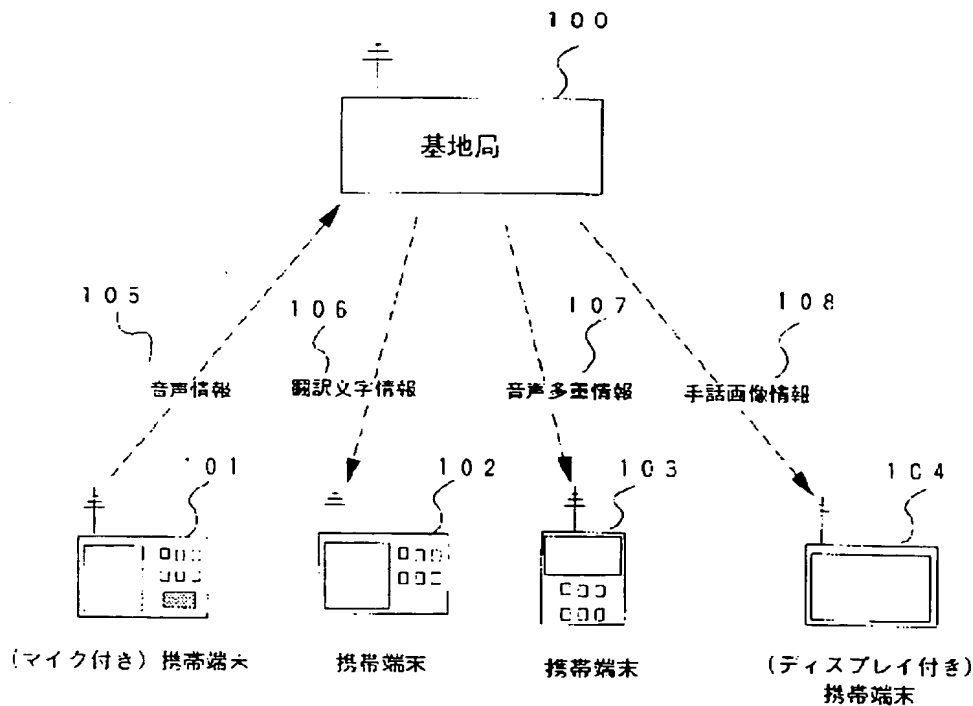 100
基地局
105
106
107
108
音声情報
翻訳文字情報
音声多重情報
手話画像情報
101
102
103
104
(マイク付き) 携帯端末
携帯端末
携帯端末
(ディスプレイ付き)
携帯端末